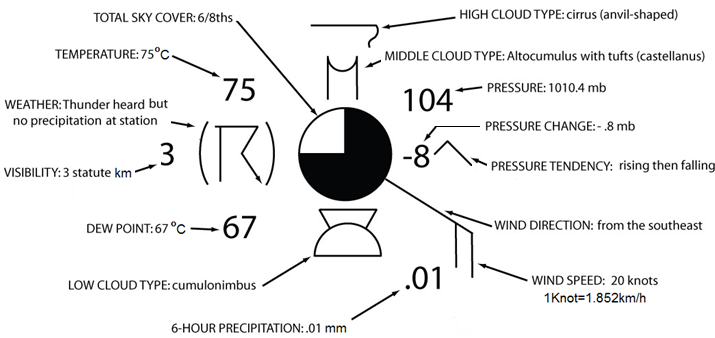 TOTAL SKY COVER: 6/8ths
HIGH CLOUD TYPE: cirrus (anvil-shaped)
TEMPERATURE: 75°C
MIDDLE CLOUD TYPE: Altocumulus with tufts (castellanus)
75
104
PRESSURE: 1010.4 mb
WEATHER: Thunder heard but
no precipitation at station
PRESSURE CHANGE: - .8 mb
3
-8
VISIBILITY: 3 statute km
PRESSURE TENDENCY: rising then falling
DEW POINT: 67 °C
67
WIND DIRECTION: from the southeast
LOW CLOUD TYPE: cumulonimbus
.01
WIND SPEED: 20 knots
1Knot=1.852km/h
6-HOUR PRECIPITATION: .01 mm